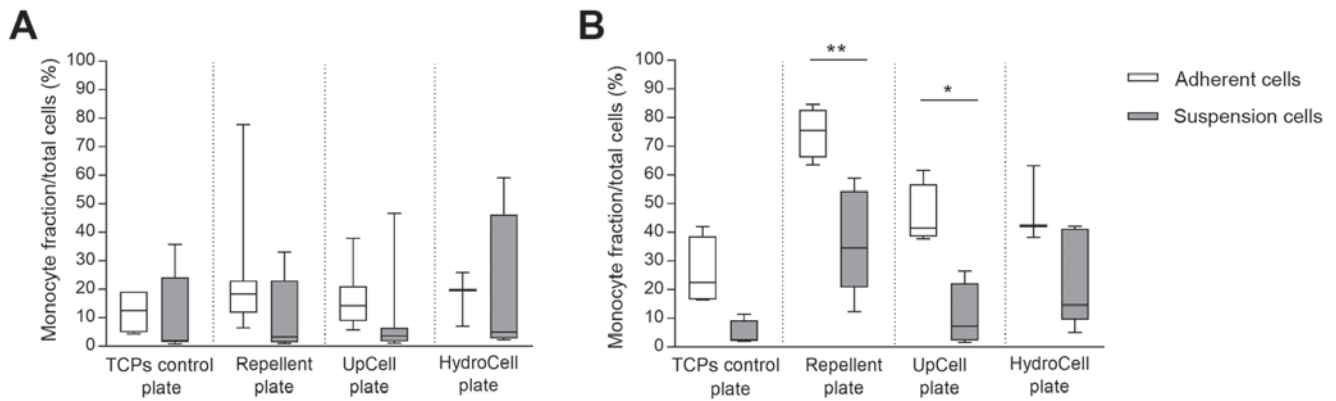 A
Monocyte fraction/total cells (%)
100
90
80
70
60
50
40
30
20
10
0
TCPs control plate
Repellent plate
UpCell plate
HydroCell plate
B
Monocyte fraction/total cells (%)
100
90
80
70
60
50
40
30
20
10
0
**
*
TCPs control plate
Repellent plate
UpCell plate
HydroCell plate
Adherent cells
Suspension cells